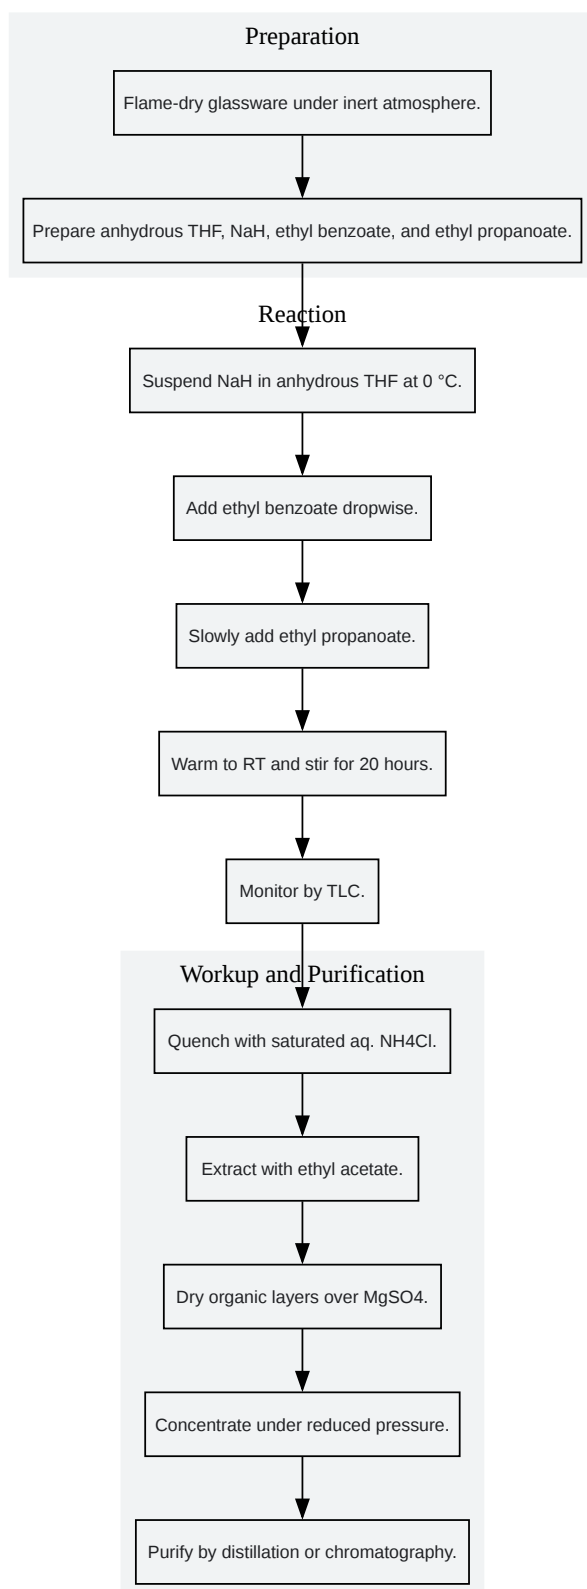 Preparation
Flame-dry glassware under inert atmosphere.
Prepare anhydrous THF, NaH, ethyl benzoate, and ethyl propanoate.
Reaction
Suspend NaH in anhydrous THF at 0 °C.
Add ethyl benzoate dropwise.
Slowly add ethyl propanoate.
Warm to RT and stir for 20 hours.
Monitor by TLC.
Workup and Purification
Quench with saturated aq. NH4Cl.
Extract with ethyl acetate.
Dry organic layers over MgSO4.
Concentrate under reduced pressure.
Purify by distillation or chromatography.